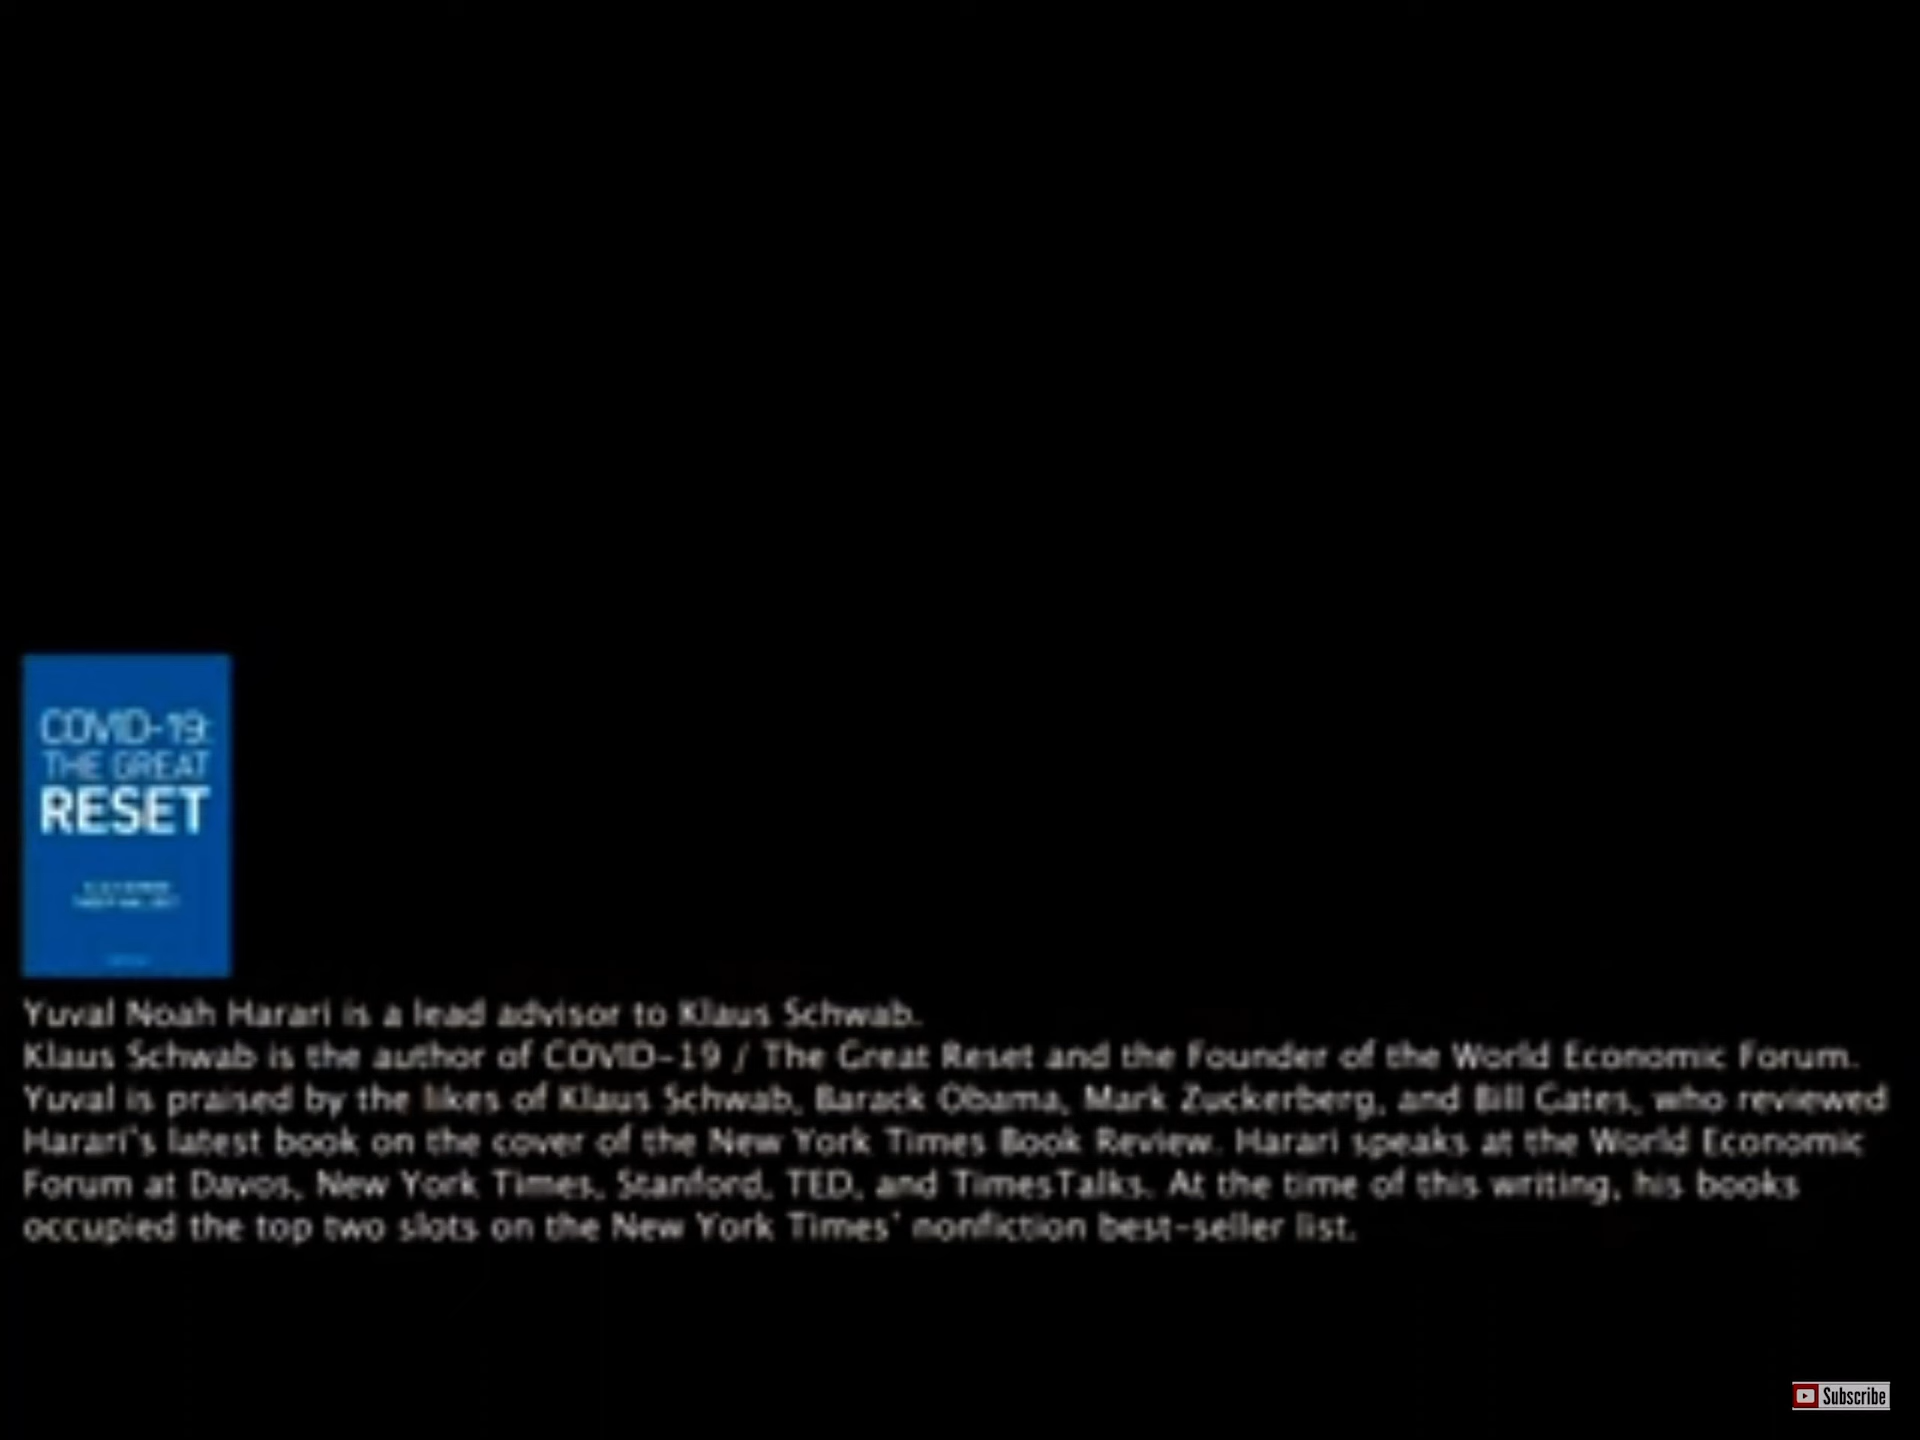 COVID-19:
THE GREAT
RESET
Yuval Noah Harari is a lead advisor to Klaus Schwab.
Klaus Schwab is the author of COVID-19 / The Great Reset and the Founder of the World Economic Forum.
Yuval is praised by the likes of Klaus Schwab, Barack Obama, Mark Zuckerberg, and Bill Gates, who reviewed
Harari's latest book on the cover of the New York Times Book Review. Harari speaks at the World Economic
Forum at Davos, New York Times, Stanford, TED, and TimesTalks. At the time of this writing, his books
occupied the top two slots on the New York Times' nonfiction best-seller list.
Subscribe